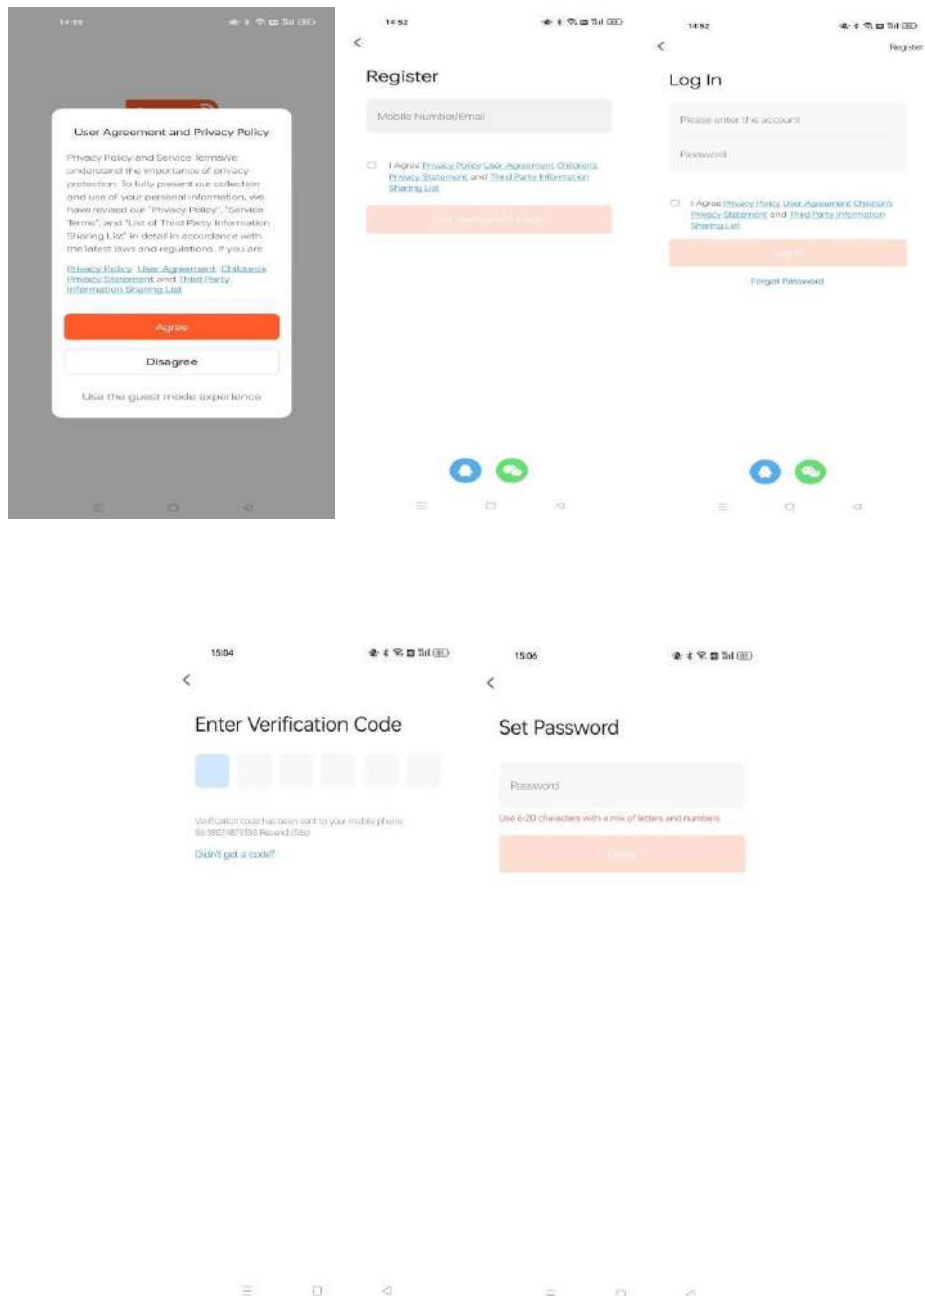 User Agreement and Privacy Policy
Privacy Policy and Service TermsWe
understand the importance of privacy
protection. To fully present our collection
and use of your personal information, we
have revised our "Privacy Policy", "Service
Terms", and "List of Third Party Information
Sharing List" in detail in accordance with
the latest laws and regulations. If you are
Privacy Policy User Agreement Children's
Privacy Statement and Third Party
Information Sharing List
Agree
Disagree
Use the guest mode experience
14:52
Register
Mobile Number/Email
I Agree Privacy Policy User Agreement Children's
Privacy Statement and Third Party Information
Sharing List
14:52
Register
Log In
Please enter the account
Password
I Agree Privacy Policy User Agreement Children's
Privacy Statement and Third Party Information
Sharing List
Log In
Forgot Password
15:04
Enter Verification Code
Verification code has been sent to your mobile phone
Resend (56s)
Didn't get a code?
15:06
Set Password
Password
Use 6-20 characters with a mix of letters and numbers
Done